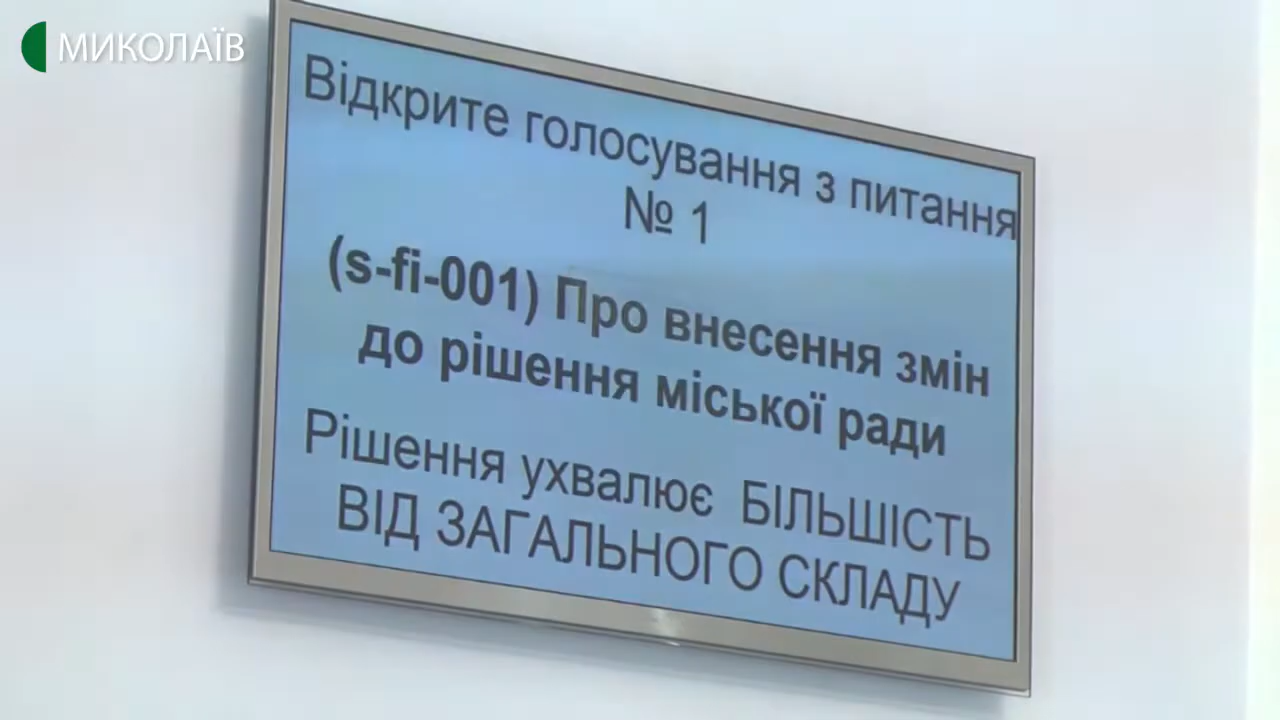 МИКОЛАЇВ
Відкрите голосування з питання
№ 1
(s-fi-001) Про внесення змін
до рішення міської ради
Рішення ухвалює БІЛЬШІСТЬ
ВІД ЗАГАЛЬНОГО СКЛАДУ